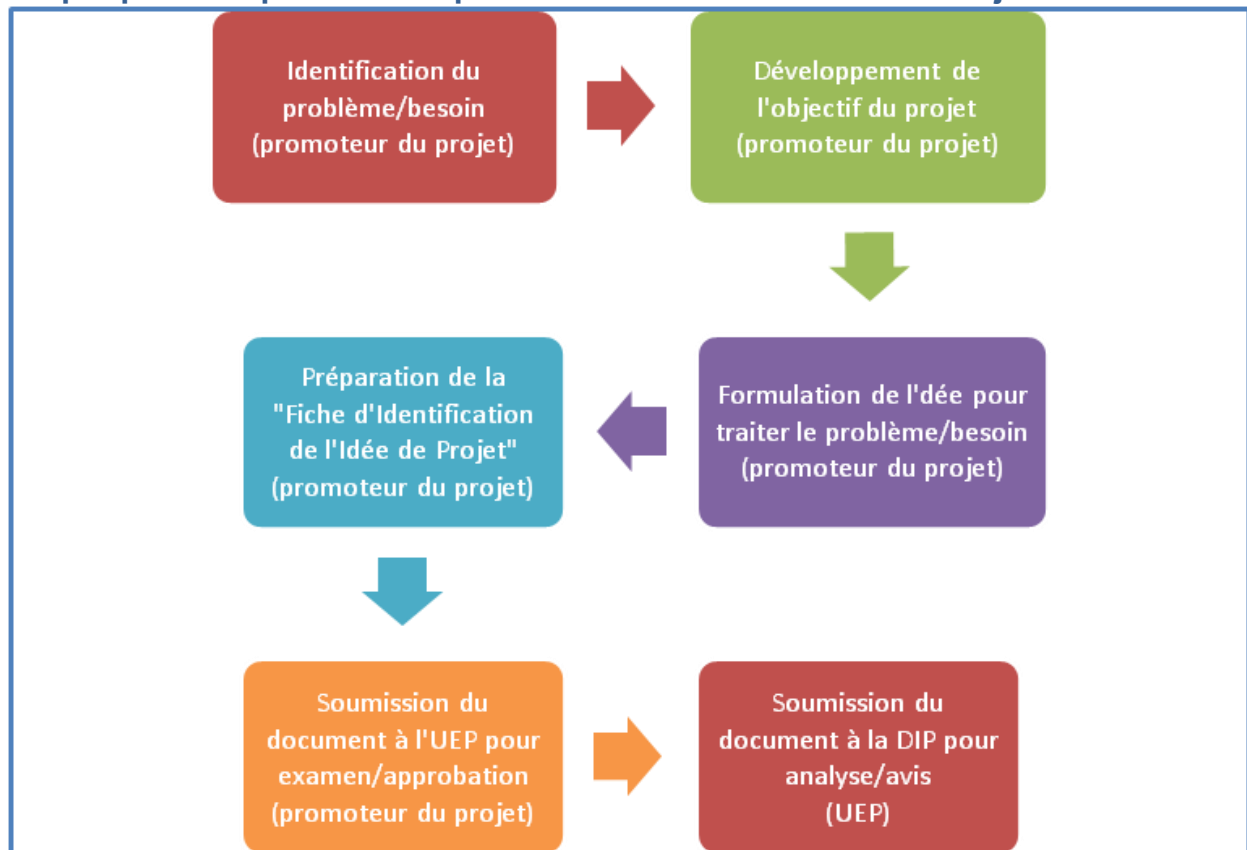 Identification du
problème/besoin
(promoteur du projet)
Développement de
l'objectif du projet
(promoteur du projet)
Formulation de l'dée pour
traiter le problème/besoin
(promoteur du projet)
Préparation de la
"Fiche d'Identification
de l'Idée de Projet"
(promoteur du projet)
Soumission du
document à l'UEP pour
examen/approbation
(promoteur du projet)
Soumission du
document à la DIP pour
analyse/avis
(UEP)